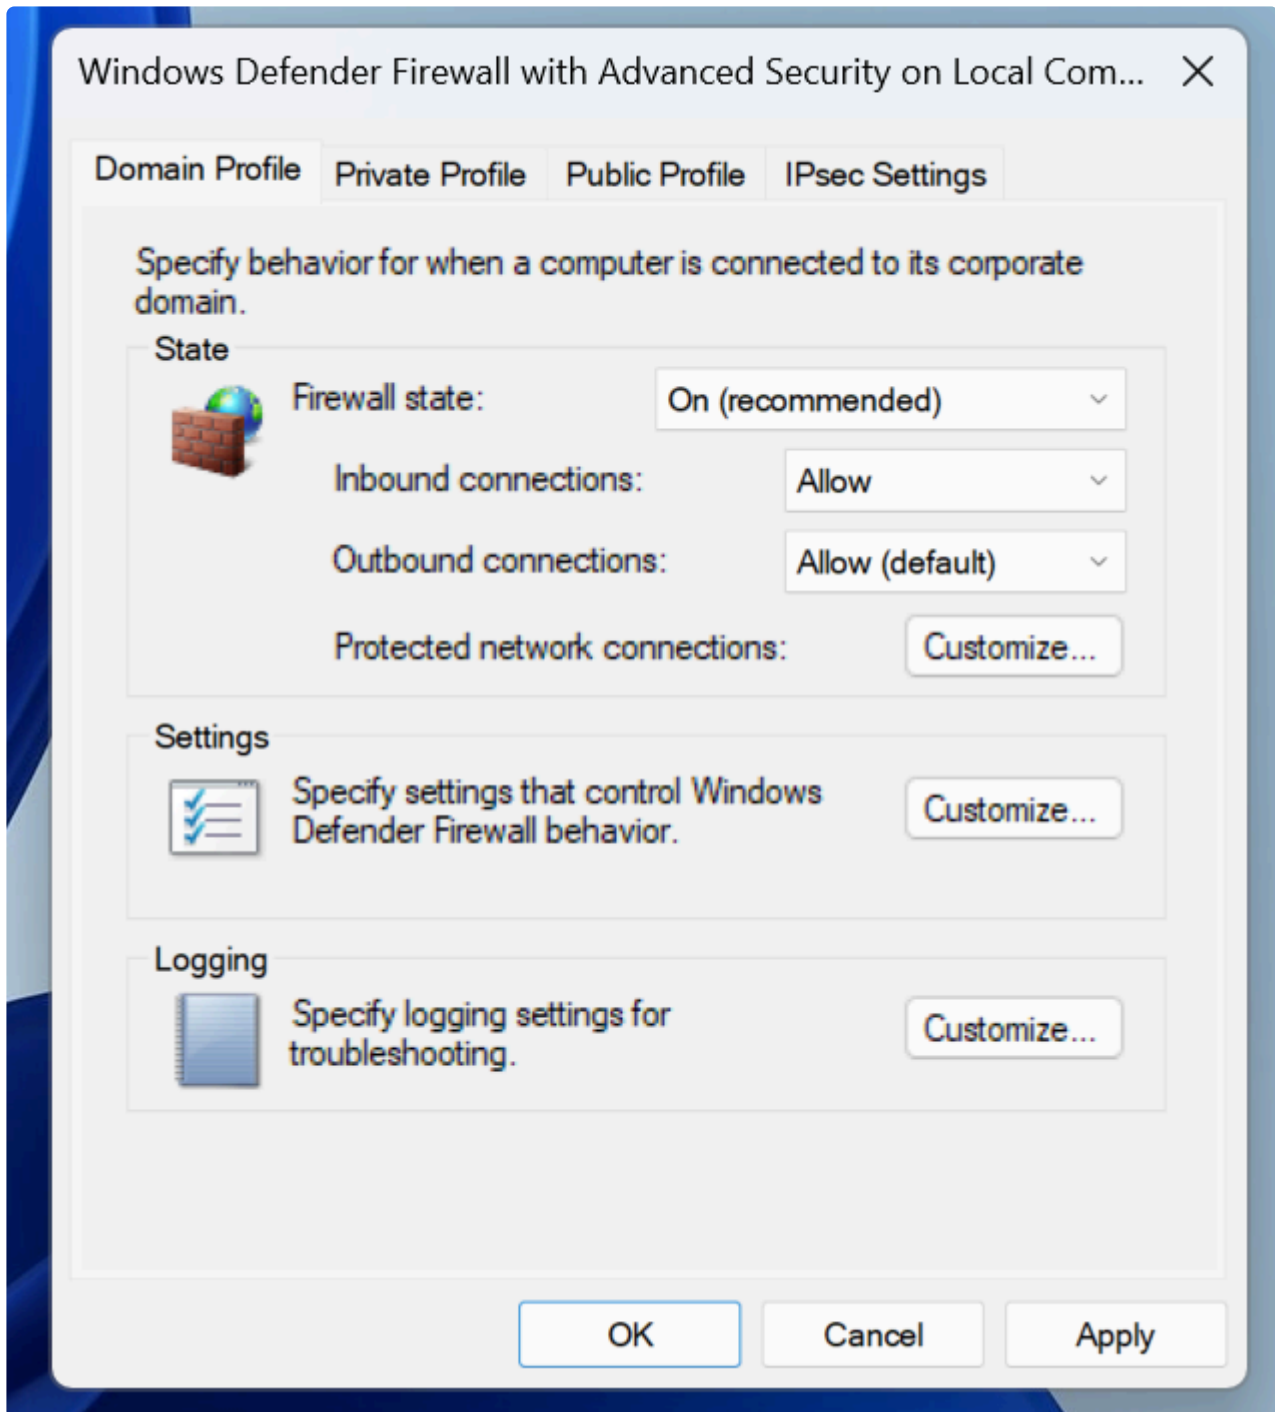 Windows Defender Firewall with Advanced Security on Local Com...
Domain Profile
Private Profile
Public Profile
IPsec Settings
Specify behavior for when a computer is connected to its corporate
domain.
State
Firewall state:
On (recommended)
Inbound connections:
Allow
Outbound connections:
Allow (default)
Protected network connections:
Customize...
Settings
Specify settings that control Windows
Defender Firewall behavior.
Customize...
Logging
Specify logging settings for
troubleshooting.
Customize...
OK
Cancel
Apply